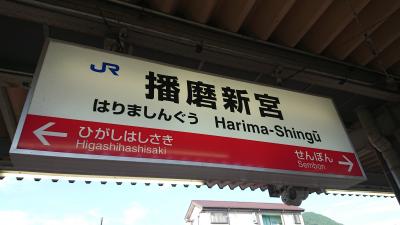 JR 播磨新宮
はりましんぐう Harima-Shingū
ひがしはしさき せんぼん
Higashihashisaki Sembon